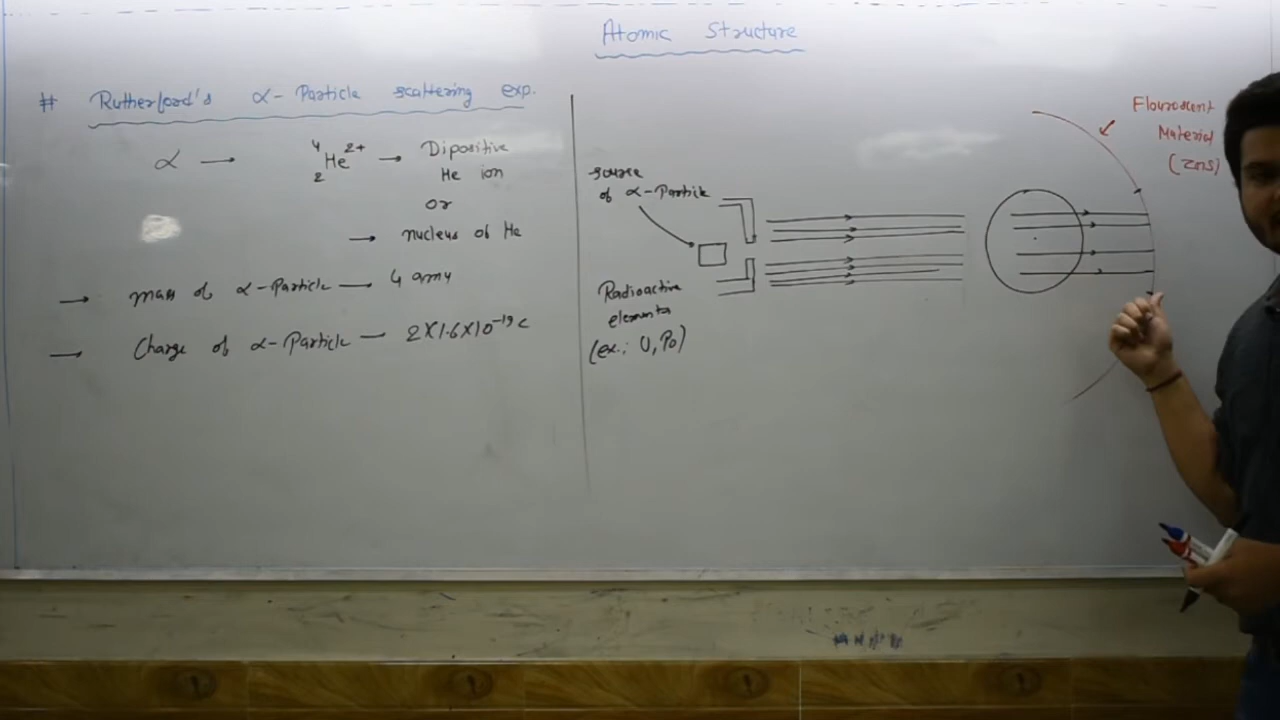 Atomic Structure
# Rutherford's α-Particle scattering exp.
α → ⁴₂He²⁺ → Dipositive
He ion
or
→ nucleus of He
→ mass of α-Particle — 4 amu
→ Charge of α-Particle — 2×1.6×10⁻¹⁹ C
source
of α-Particle
Radioactive
elements
(ex.: U, Po)
Flouroscent
Material
(ZnS)